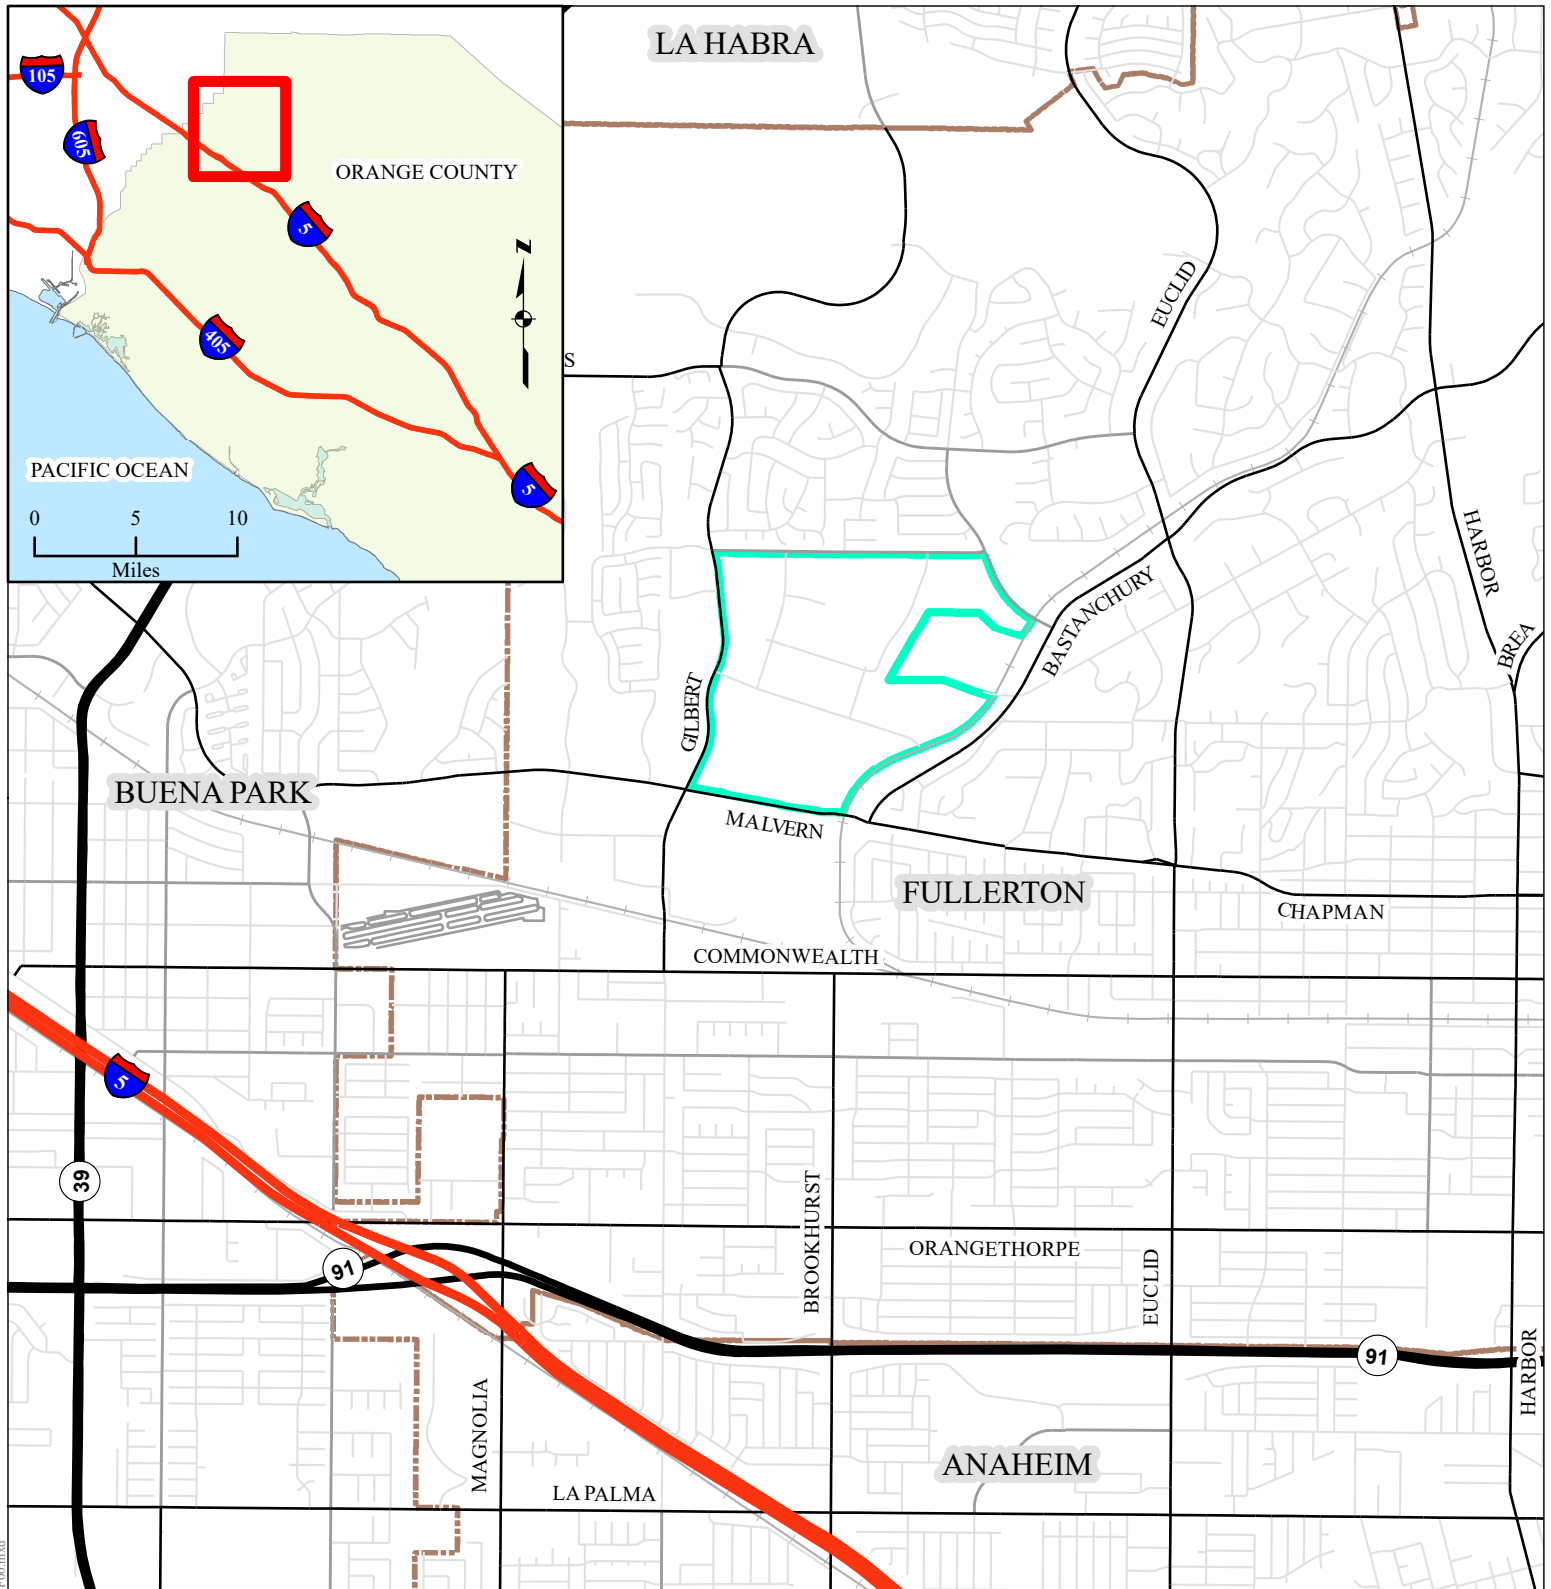 LA HABRA
105
605
ORANGE COUNTY
5
N
405
EUCLID
S
PACIFIC OCEAN
5
0 5 10
Miles
HARBOR
BASTANCHURY
BREA
GILBERT
BUENA PARK
MALVERN
FULLERTON
CHAPMAN
COMMONWEALTH
5
39
BROOKHURST
ORANGETHORPE
EUCLID
91
91
HARBOR
MAGNOLIA
ANAHEIM
LA PALMA